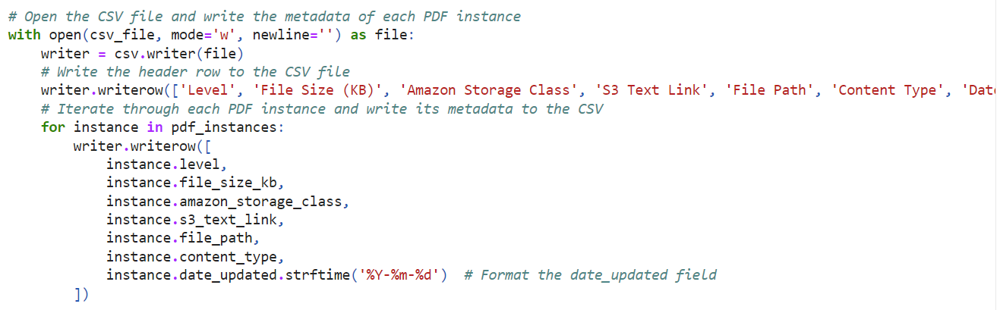 # Open the CSV file and write the metadata of each PDF instance
with open(csv_file, mode='w', newline='') as file:
    writer = csv.writer(file)
    # Write the header row to the CSV file
    writer.writerow(['Level', 'File Size (KB)', 'Amazon Storage Class', 'S3 Text Link', 'File Path', 'Content Type', 'Date
    # Iterate through each PDF instance and write its metadata to the CSV
    for instance in pdf_instances:
        writer.writerow([
            instance.level,
            instance.file_size_kb,
            instance.amazon_storage_class,
            instance.s3_text_link,
            instance.file_path,
            instance.content_type,
            instance.date_updated.strftime('%Y-%m-%d')  # Format the date_updated field
        ])